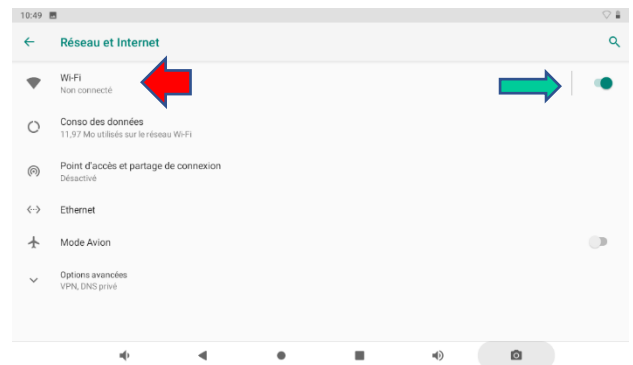 10:49
Réseau et Internet
Wi-Fi
Non connecté
Conso des données
11,97 Mo utilisés sur le réseau Wi-Fi
Point d'accès et partage de connexion
Désactivé
Ethernet
Mode Avion
Options avancées
VPN, DNS privé